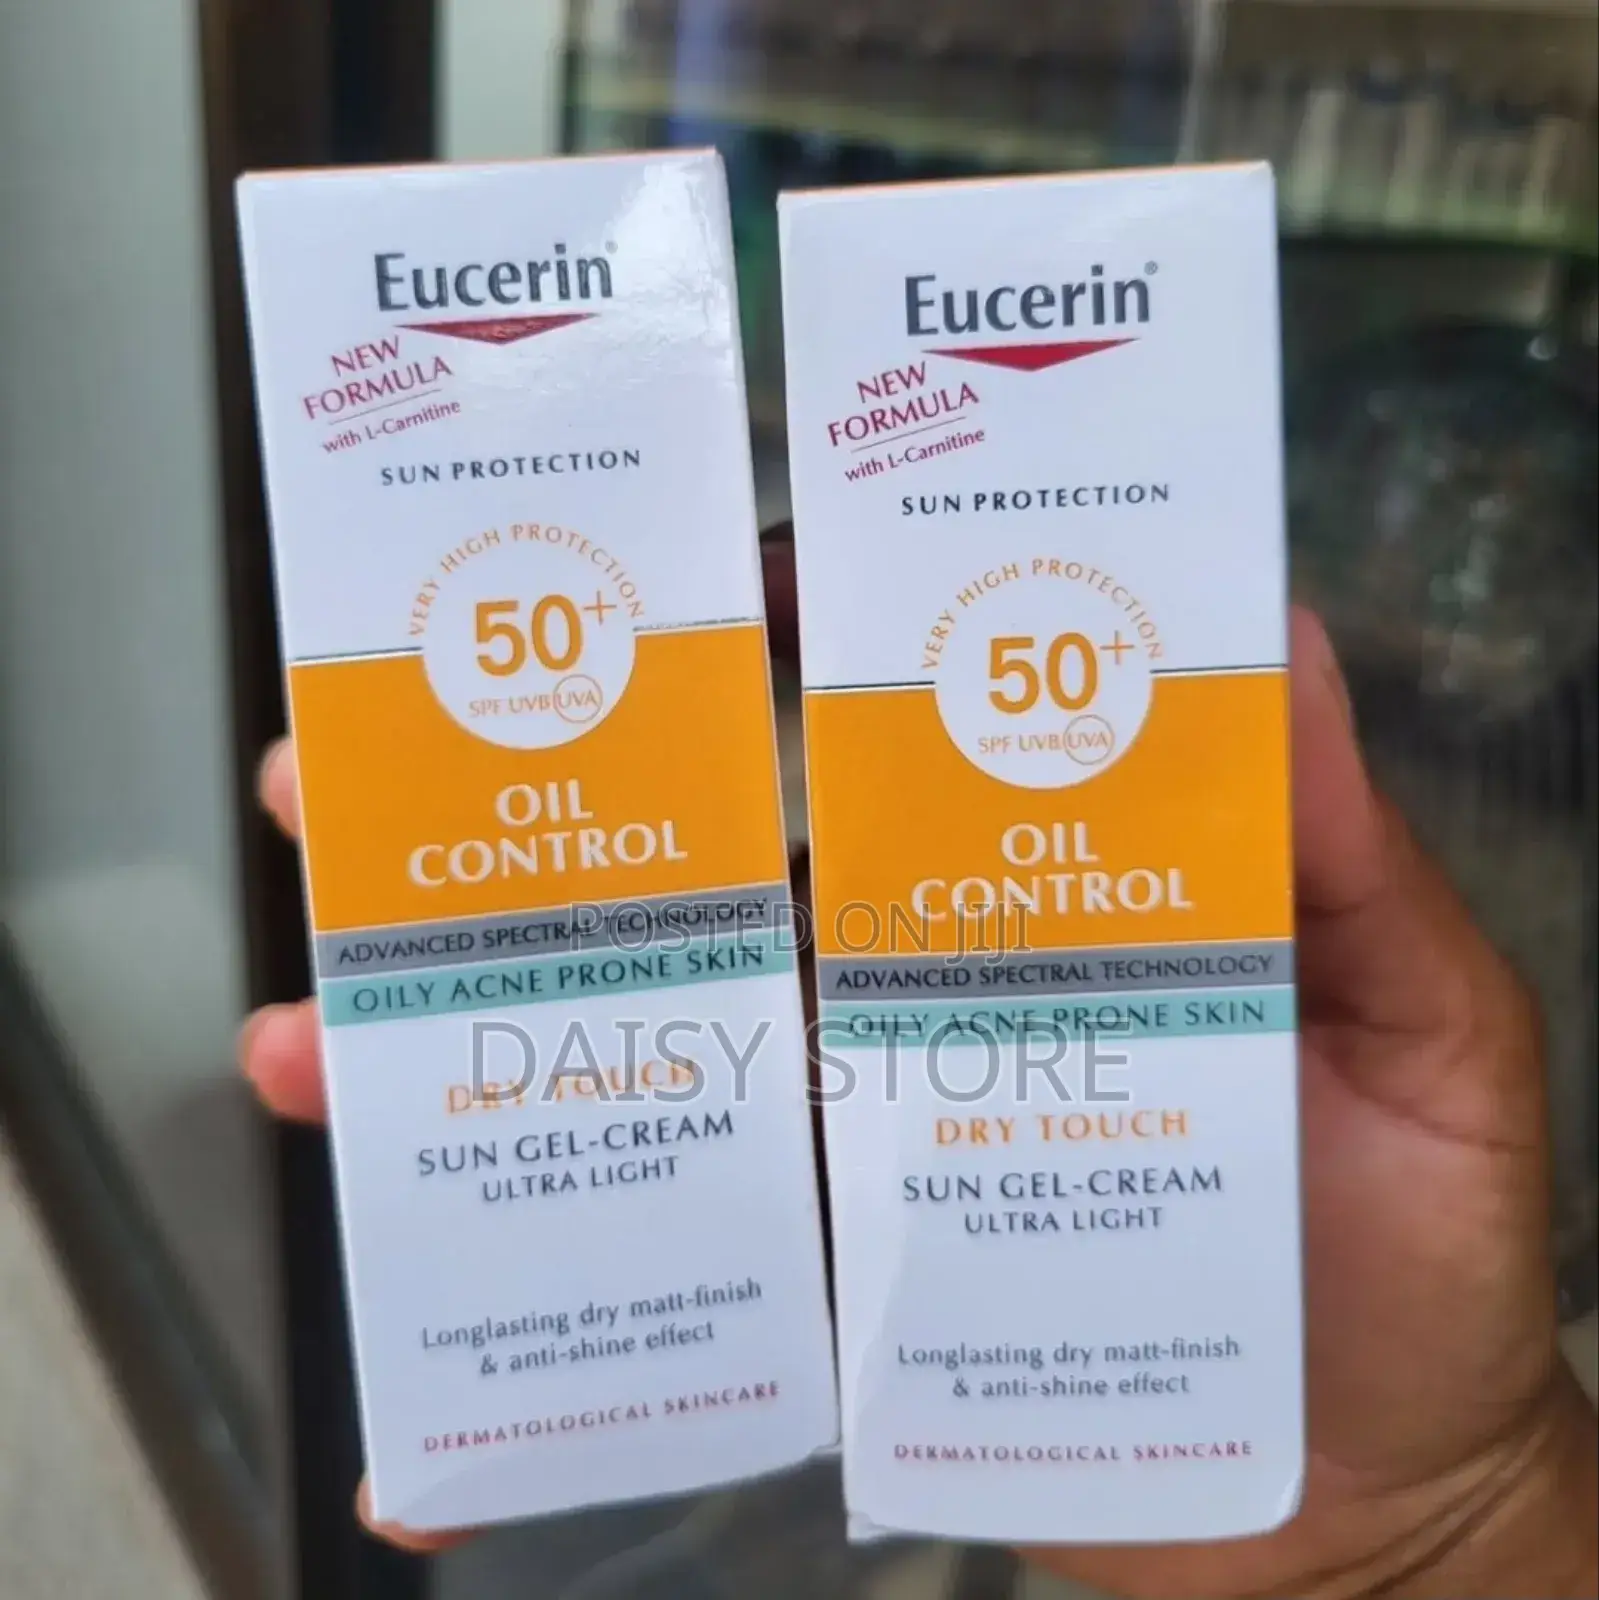 Eucerin®
NEW
FORMULA
with L-Carnitine
SUN PROTECTION
VERY HIGH PROTECTION
50+
SPF UVB UVA
OIL
CONTROL
ADVANCED SPECTRAL TECHNOLOGY
OILY ACNE PRONE SKIN
DRY TOUCH
SUN GEL-CREAM
ULTRA LIGHT
Longlasting dry matt-finish
& anti-shine effect
DERMATOLOGICAL SKINCARE
Eucerin®
NEW
FORMULA
with L-Carnitine
SUN PROTECTION
VERY HIGH PROTECTION
50+
SPF UVB UVA
OIL
CONTROL
ADVANCED SPECTRAL TECHNOLOGY
OILY ACNE PRONE SKIN
DRY TOUCH
SUN GEL-CREAM
ULTRA LIGHT
Longlasting dry matt-finish
& anti-shine effect
DERMATOLOGICAL SKINCARE
POSTED ON JIJI
DAISY STORE